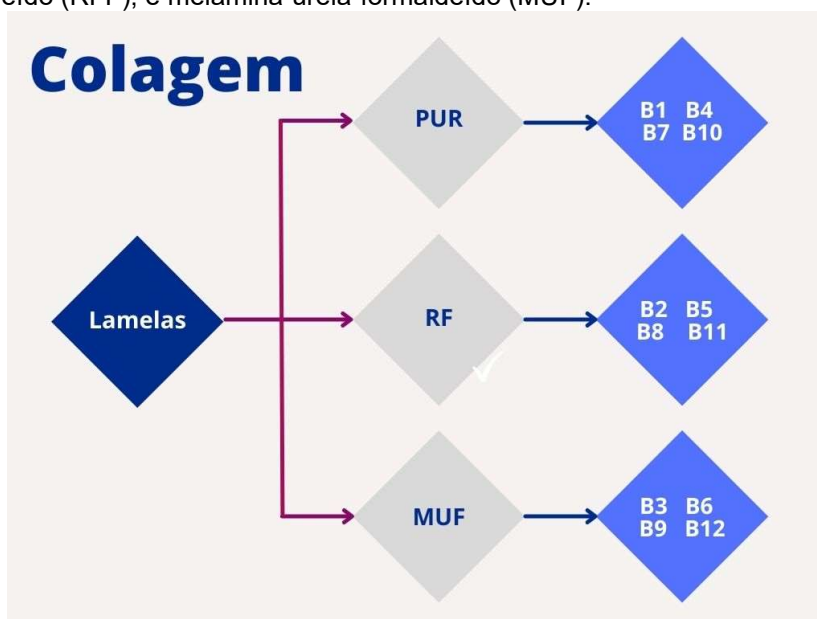 Colagem
Lamelas
PUR
B1 B4
B7 B10
RF
B2 B5
B8 B11
MUF
B3 B6
B9 B12